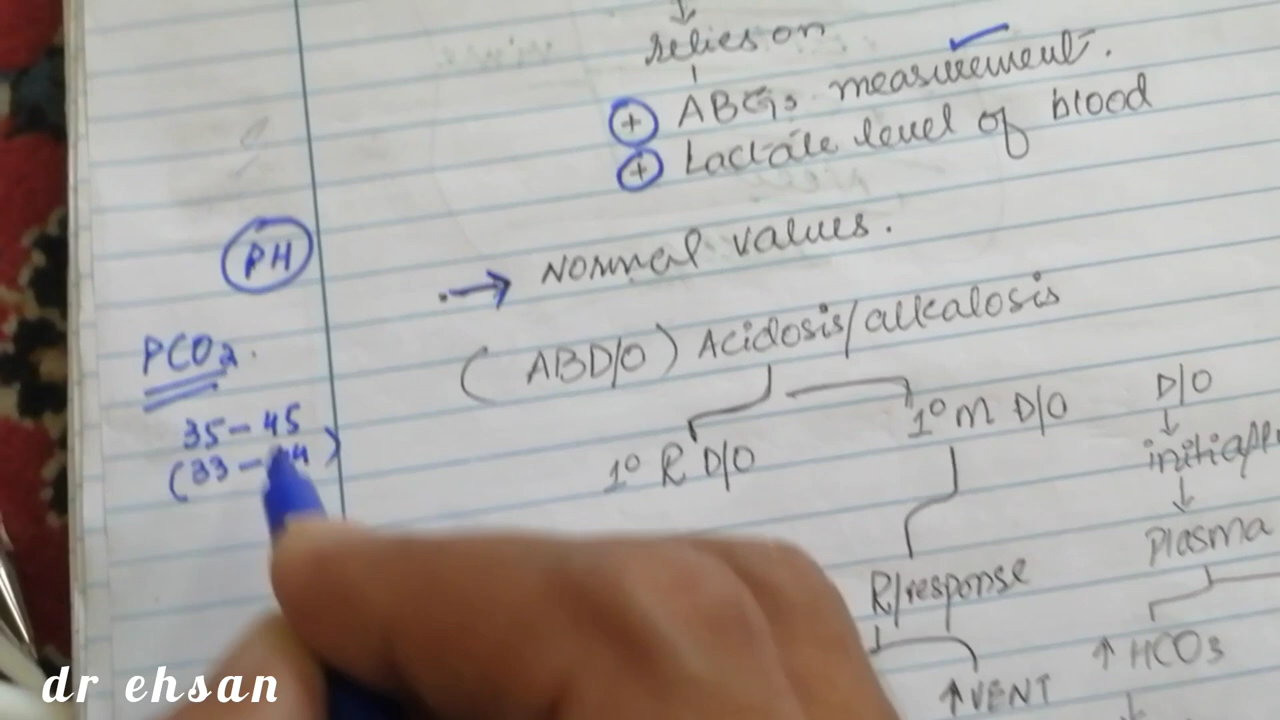 relies on
ABGs measurement.
Lactate level of blood
PH
→ Normal values.
PCO2.
(ABD/O) Acidosis/alkalosis
35-45
(33-
1° R D/O
1° M D/O
D/O
Plasma
R/response
↑ HCO3
↑VENT
dr ehsan